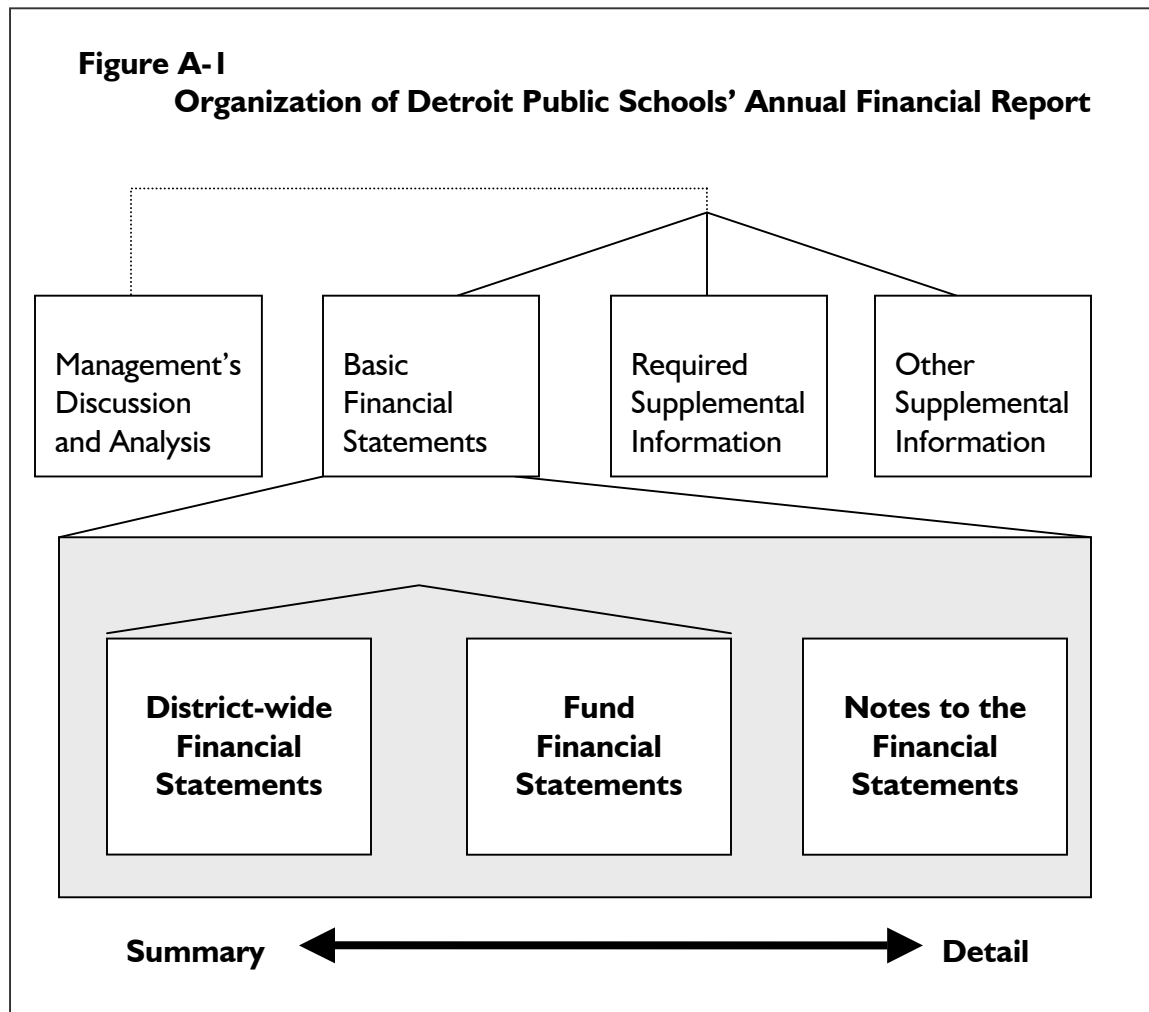 Figure A-1
Organization of Detroit Public Schools’ Annual Financial Report
Management’s
Discussion
and Analysis
Basic
Financial
Statements
Required
Supplemental
Information
Other
Supplemental
Information
District-wide
Financial
Statements
Fund
Financial
Statements
Notes to the
Financial
Statements
Summary
Detail